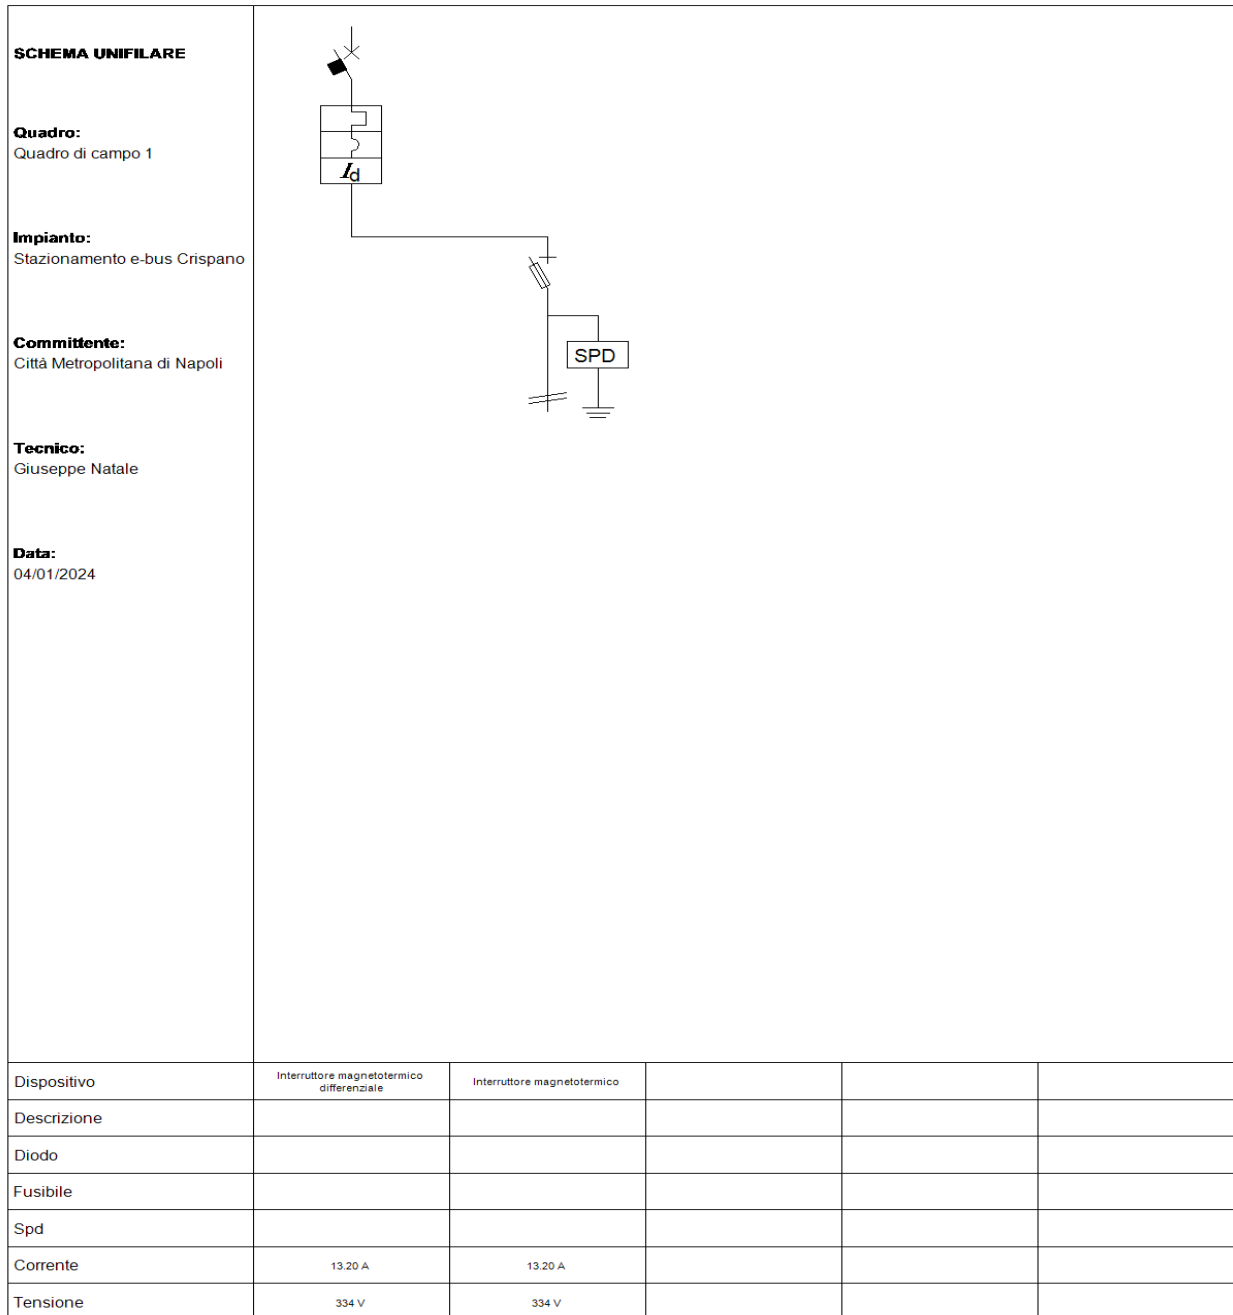 SCHEMA UNIFILARE
Quadro:
Quadro di campo 1
Impianto:
Stazionamento e-bus Crispano
Committente:
Città Metropolitana di Napoli
Tecnico:
Giuseppe Natale
Data:
04/01/2024
Id
SPD
Dispositivo
Interruttore magnetotermico
differenziale
Interruttore magnetotermico
Descrizione
Diodo
Fusibile
Spd
Corrente 13.20 A 13.20 A
Tensione 334 V 334 V